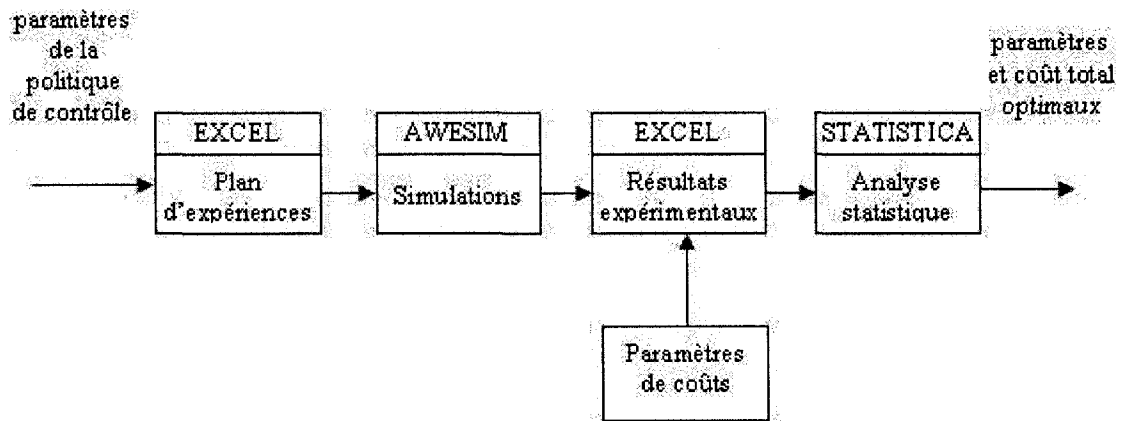 paramètres
de la
politique
de contrôle
EXCEL
Plan
d'expériences
AWESIM
Simulations
EXCEL
Résultats
expérimentaux
STATISTICA
Analyse
statistique
paramètres
et coût total
optimaux
Paramètres
de coûts